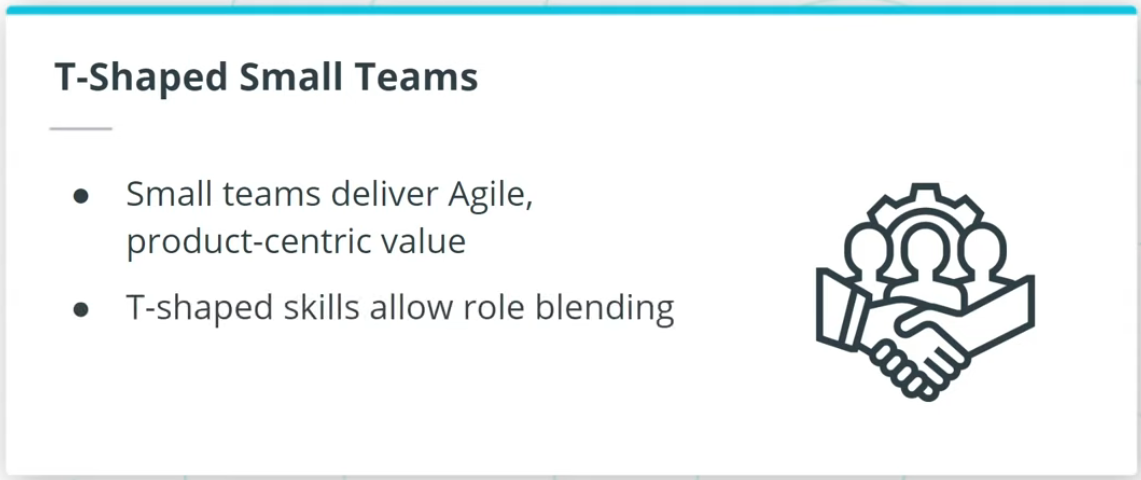 T-Shaped Small Teams
● Small teams deliver Agile,
product-centric value
● T-shaped skills allow role blending